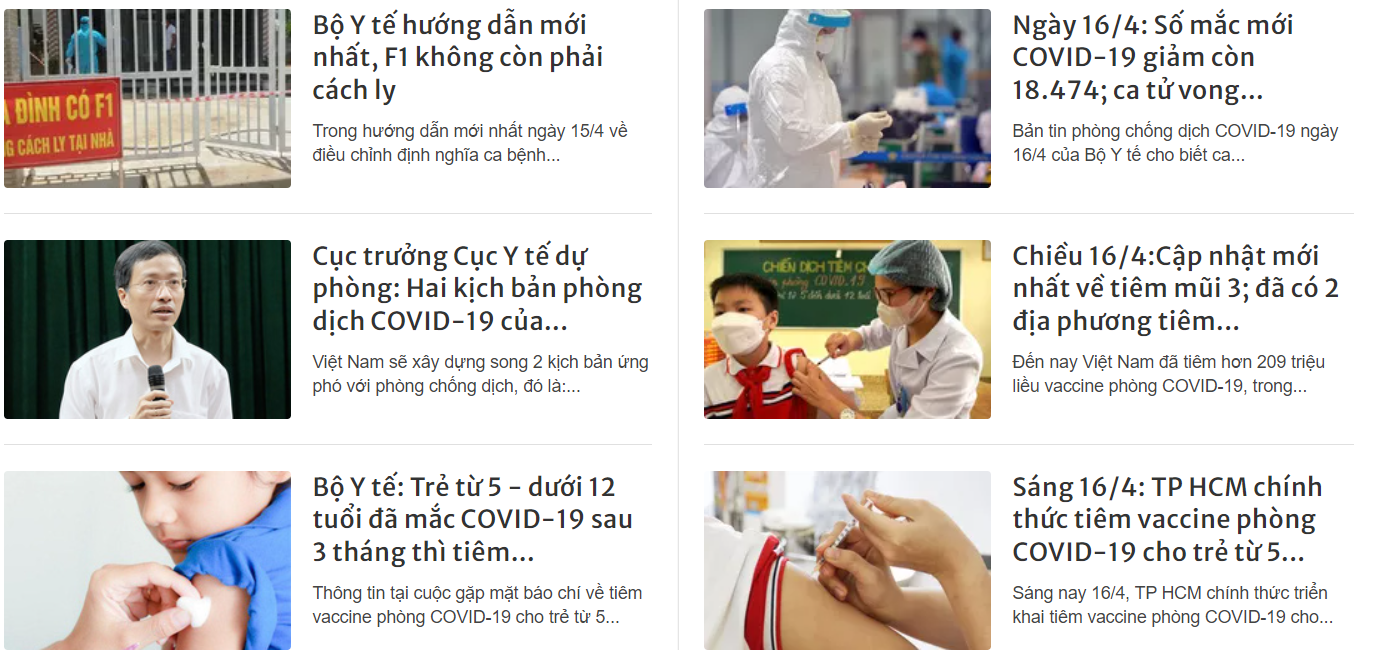 À ĐÌNH CÓ F1
G CÁCH LY TẠI NHÀ
Bộ Y tế hướng dẫn mới
nhất, F1 không còn phải
cách ly
Trong hướng dẫn mới nhất ngày 15/4 về
điều chỉnh định nghĩa ca bệnh...
Ngày 16/4: Số mắc mới
COVID-19 giảm còn
18.474; ca tử vong...
Bản tin phòng chống dịch COVID-19 ngày
16/4 của Bộ Y tế cho biết ca...
Cục trưởng Cục Y tế dự
phòng: Hai kịch bản phòng
dịch COVID-19 của...
Việt Nam sẽ xây dựng song 2 kịch bản ứng
phó với phòng chống dịch, đó là:...
CHIẾN DỊCH TIÊM
COVID.19
5 đến dưới 12 tuổi
Chiều 16/4:Cập nhật mới
nhất về tiêm mũi 3; đã có 2
địa phương tiêm...
Đến nay Việt Nam đã tiêm hơn 209 triệu
liều vaccine phòng COVID-19, trong...
Bộ Y tế: Trẻ từ 5 - dưới 12
tuổi đã mắc COVID-19 sau
3 tháng thì tiêm...
Thông tin tại cuộc gặp mặt báo chí về tiêm
vaccine phòng COVID-19 cho trẻ từ 5...
Sáng 16/4: TP HCM chính
thức tiêm vaccine phòng
COVID-19 cho trẻ từ 5...
Sáng nay 16/4, TP HCM chính thức triển
khai tiêm vaccine phòng COVID-19 cho...